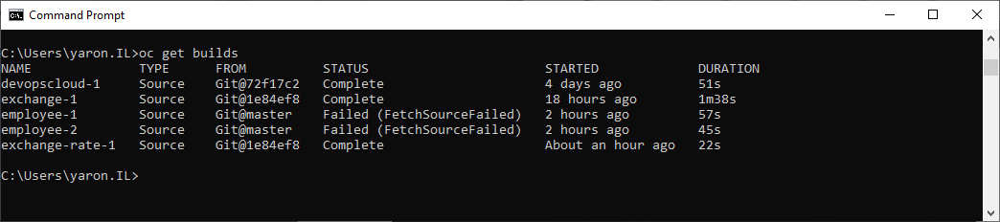 Command Prompt
C:\Users\yaron.IL>oc get builds
NAME TYPE FROM STATUS STARTED DURATION
devopscloud-1 Source Git@72f17c2 Complete 4 days ago 51s
exchange-1 Source Git@1e84ef8 Complete 18 hours ago 1m38s
employee-1 Source Git@master Failed (FetchSourceFailed) 2 hours ago 57s
employee-2 Source Git@master Failed (FetchSourceFailed) 2 hours ago 45s
exchange-rate-1 Source Git@1e84ef8 Complete About an hour ago 22s
C:\Users\yaron.IL>